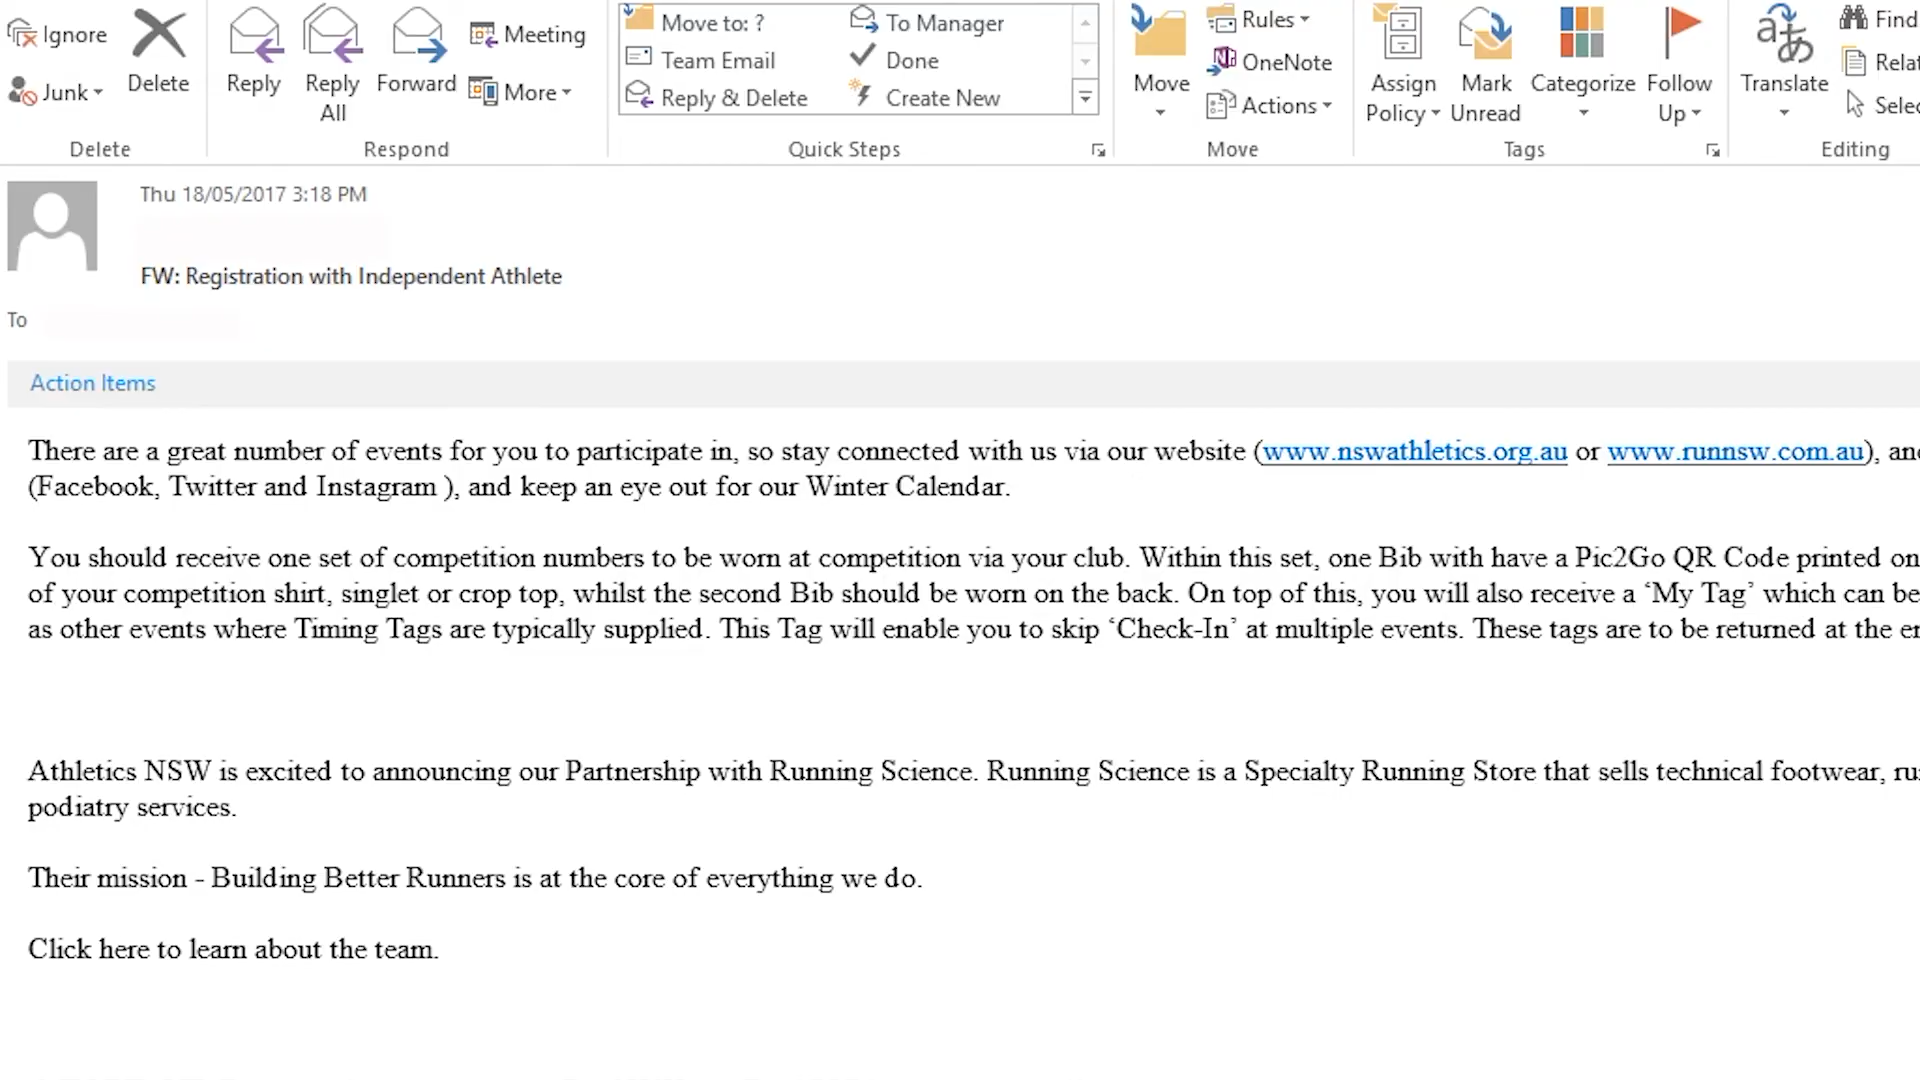 Ignore
Junk
Delete
Delete
Reply
Reply All
Forward
Meeting
More
Respond
Move to: ?
Team Email
Reply & Delete
To Manager
Done
Create New
Quick Steps
Move
Rules
OneNote
Actions
Move
Assign Policy
Mark Unread
Categorize
Follow Up
Tags
Translate
Find
Relat
Selec
Editing
Thu 18/05/2017 3:18 PM
FW: Registration with Independent Athlete
To
Action Items
There are a great number of events for you to participate in, so stay connected with us via our website (www.nswathletics.org.au or www.runnsw.com.au), and
(Facebook, Twitter and Instagram ), and keep an eye out for our Winter Calendar.
You should receive one set of competition numbers to be worn at competition via your club. Within this set, one Bib with have a Pic2Go QR Code printed on
of your competition shirt, singlet or crop top, whilst the second Bib should be worn on the back. On top of this, you will also receive a ‘My Tag’ which can be
as other events where Timing Tags are typically supplied. This Tag will enable you to skip ‘Check-In’ at multiple events. These tags are to be returned at the
Athletics NSW is excited to announcing our Partnership with Running Science. Running Science is a Specialty Running Store that sells technical footwear,
podiatry services.
Their mission - Building Better Runners is at the core of everything we do.
Click here to learn about the team.